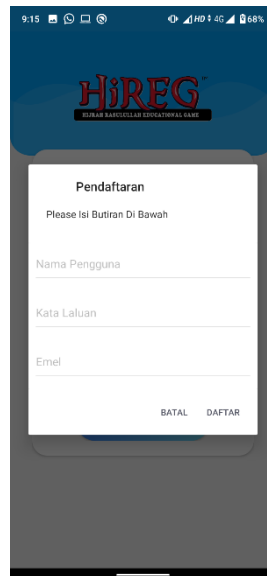 9:15 HD 4G 68%
HiREG™
HIJRAH RASULULLAH EDUCATIONAL GAME
Pendaftaran
Please Isi Butiran Di Bawah
Nama Pengguna
Kata Laluan
Emel
BATAL DAFTAR